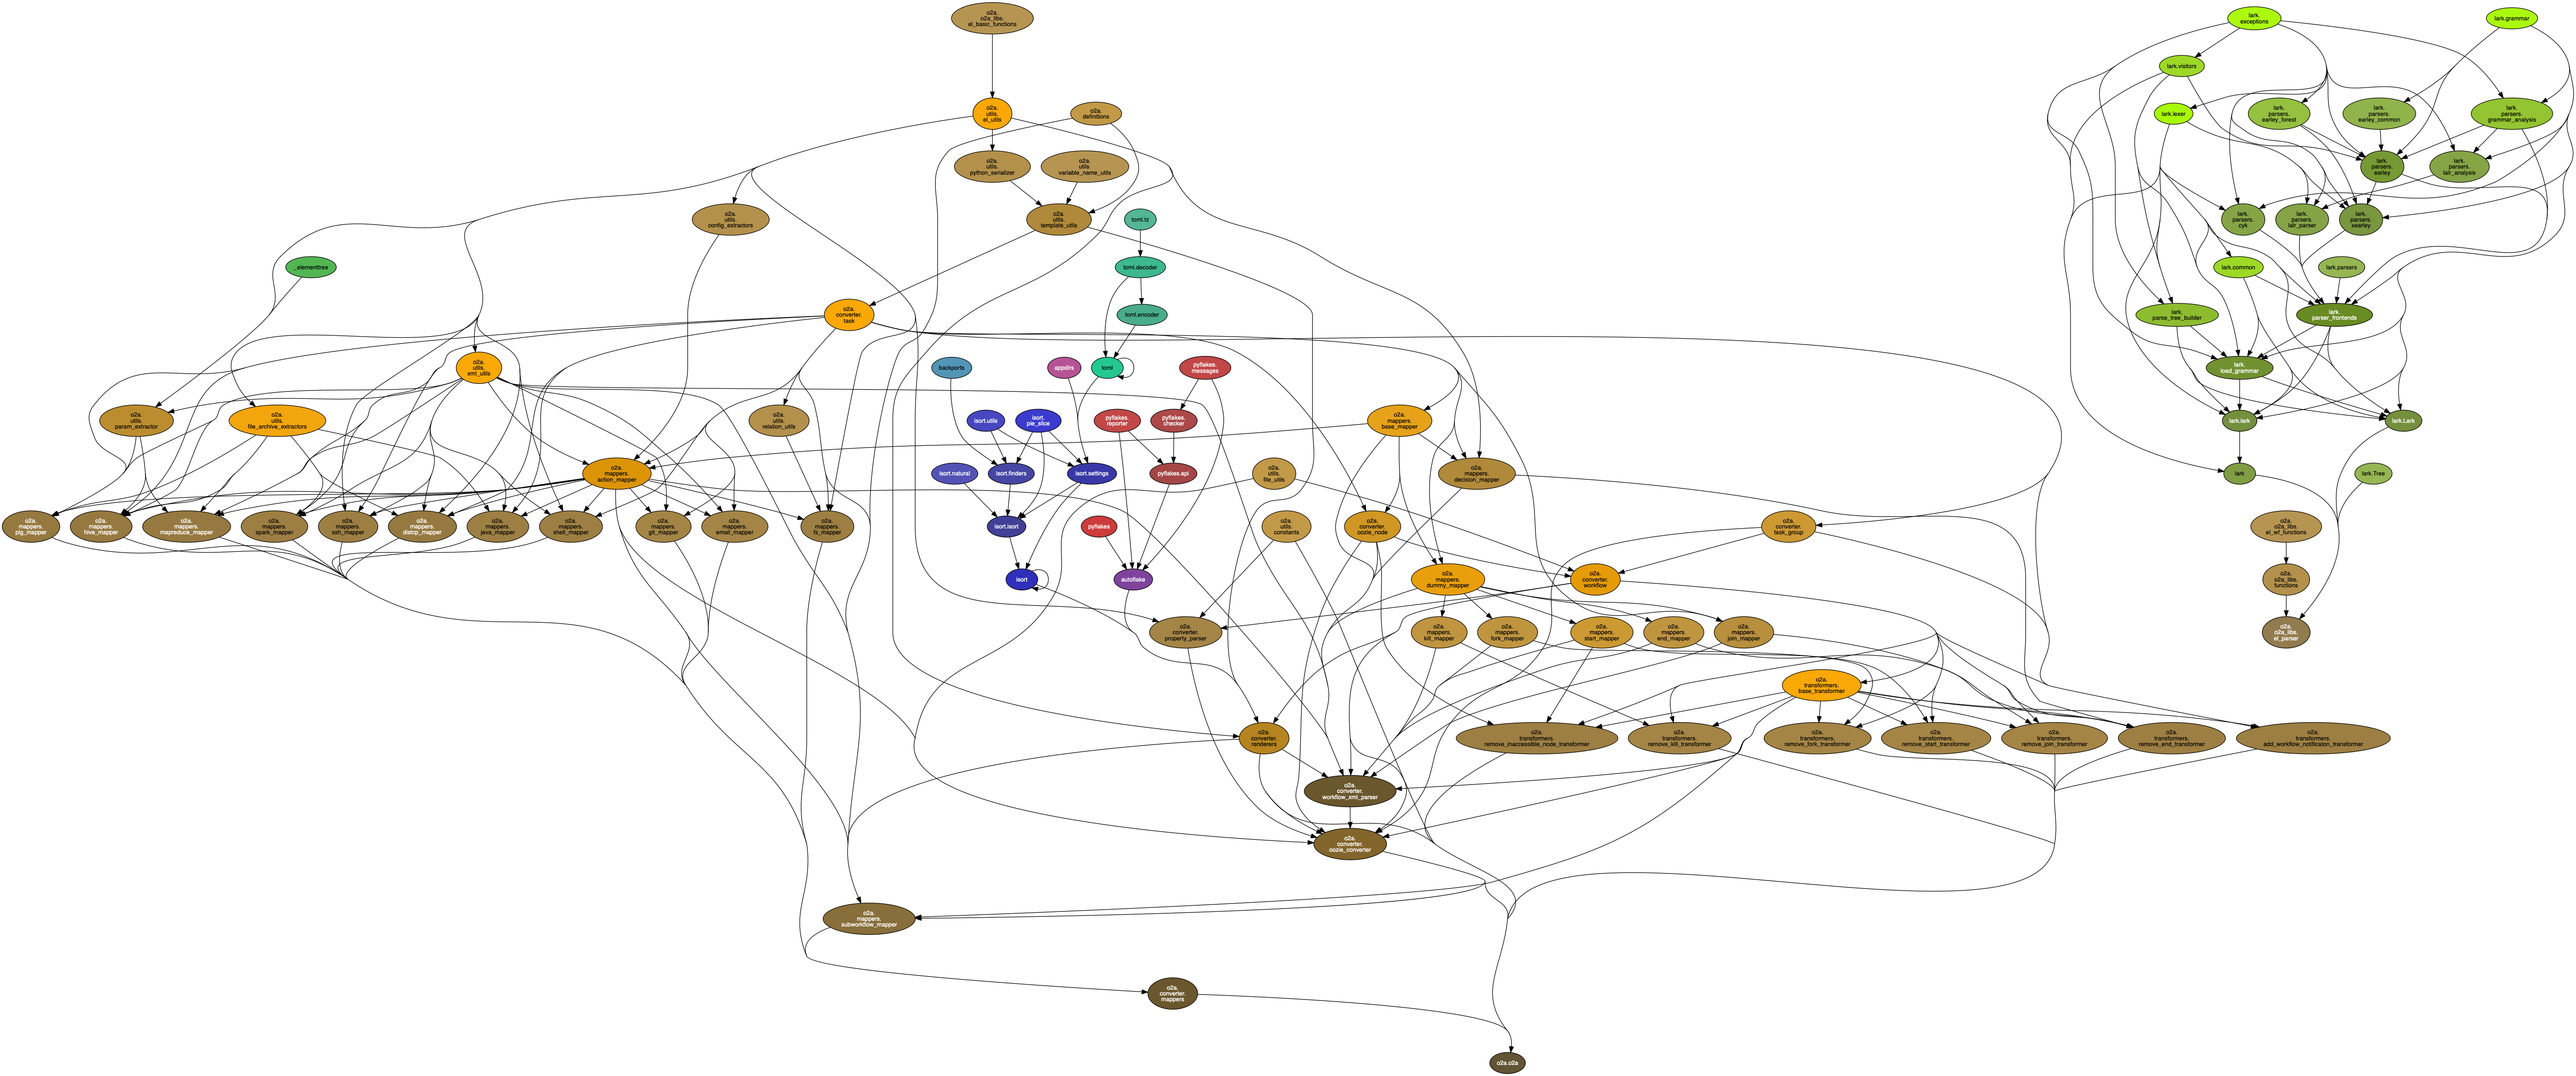 o2a.
o2a_libs.
el_basic_functions
lark.
exceptions
lark.grammar
lark.visitors
o2a.
utils.
el_utils
o2a.
definitions
lark.lexer
lark.
parsers.
earley_forest
lark.
parsers.
earley_common
lark.
parsers.
grammar_analysis
o2a.
utils.
python_serializer
o2a.
utils.
variable_name_utils
lark.
parsers.
earley
lark.
parsers.
lalr_analysis
o2a.
utils.
config_extractors
o2a.
utils.
template_utils
toml.tz
lark.
parsers.
cyk
lark.
parsers.
lalr_parser
lark.
parsers.
xearley
_elementtree
toml.decoder
lark.common
lark.parsers
o2a.
converter.
task
toml.encoder
lark.
parse_tree_builder
lark.
parser_frontends
o2a.
utils.
xml_utils
backports
appdirs
toml
pyflakes.
messages
lark.
load_grammar
o2a.
utils.
param_extractor
o2a.
utils.
file_archive_extractors
o2a.
utils.
relation_utils
isort.utils
isort.
pie_slice
pyflakes.
reporter
pyflakes.
checker
o2a.
mappers.
base_mapper
lark.lark
lark.Lark
o2a.
mappers.
action_mapper
isort.natural
isort.finders
isort.settings
pyflakes.api
o2a.
utils.
file_utils
o2a.
mappers.
decision_mapper
lark
lark.Tree
o2a.
mappers.
pig_mapper
o2a.
mappers.
hive_mapper
o2a.
mappers.
mapreduce_mapper
o2a.
mappers.
spark_mapper
o2a.
mappers.
ssh_mapper
o2a.
mappers.
distcp_mapper
o2a.
mappers.
java_mapper
o2a.
mappers.
shell_mapper
o2a.
mappers.
git_mapper
o2a.
mappers.
email_mapper
o2a.
mappers.
fs_mapper
isort.isort
pyflakes
o2a.
utils.
constants
o2a.
converter.
oozie_node
o2a.
converter.
task_group
o2a.
o2a_libs.
el_wf_functions
isort
autoflake
o2a.
mappers.
dummy_mapper
o2a.
converter.
workflow
o2a.
o2a_libs.
functions
o2a.
converter.
property_parser
o2a.
mappers.
kill_mapper
o2a.
mappers.
fork_mapper
o2a.
mappers.
start_mapper
o2a.
mappers.
end_mapper
o2a.
mappers.
join_mapper
o2a.
o2a_libs.
el_parser
o2a.
transformers.
base_transformer
o2a.
converter.
renderers
o2a.
transformers.
remove_inaccessible_node_transformer
o2a.
transformers.
remove_kill_transformer
o2a.
transformers.
remove_fork_transformer
o2a.
transformers.
remove_start_transformer
o2a.
transformers.
remove_join_transformer
o2a.
transformers.
remove_end_transformer
o2a.
transformers.
add_workflow_notificaton_transformer
o2a.
converter.
workflow_xml_parser
o2a.
converter.
oozie_converter
o2a.
mappers.
subworkflow_mapper
o2a.
converter.
mappers
o2a.o2a